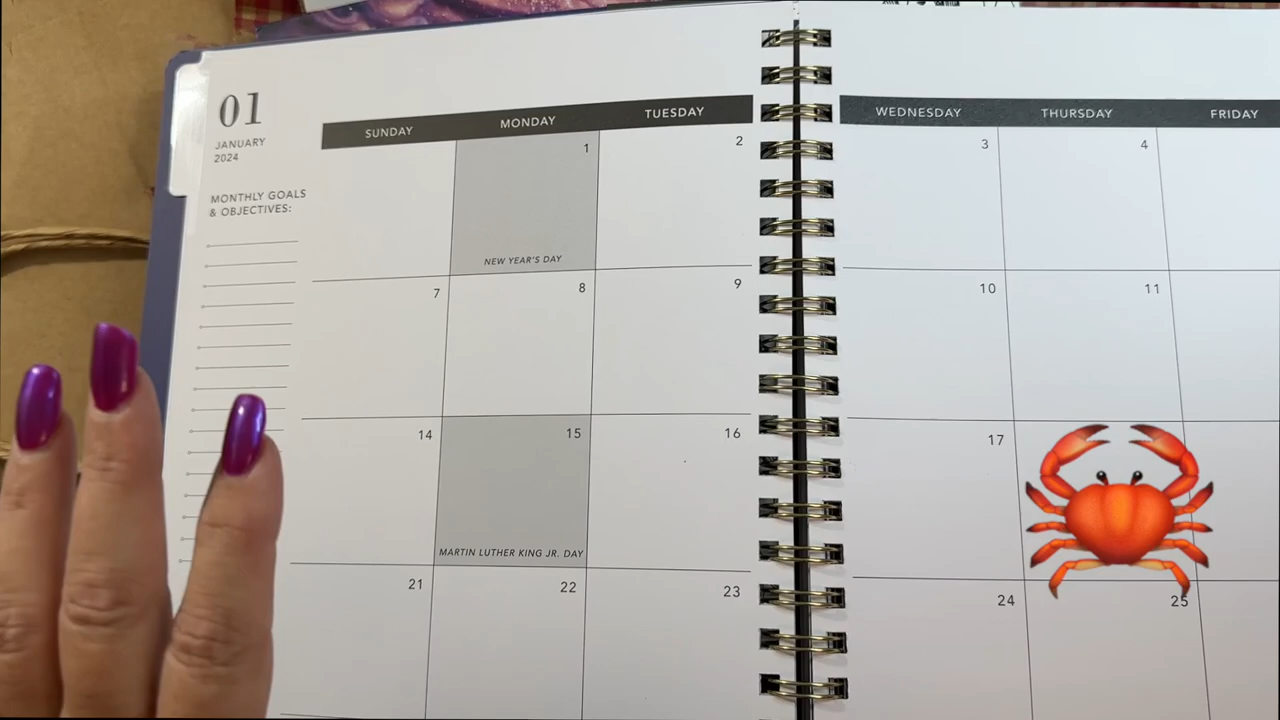 01
JANUARY
2024
MONTHLY GOALS
& OBJECTIVES:
SUNDAY MONDAY TUESDAY WEDNESDAY THURSDAY FRIDAY
1 2 3 4
NEW YEAR'S DAY
7 8 9 10 11
14 15 16 17
MARTIN LUTHER KING JR. DAY
21 22 23 24 25